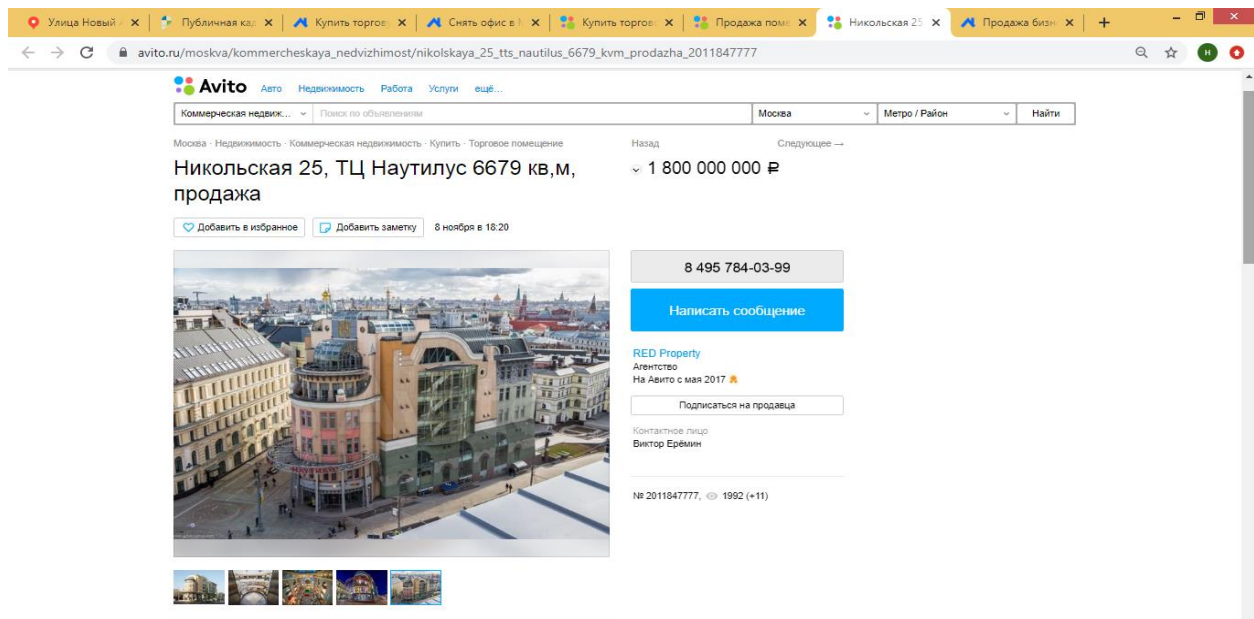 Улица Новый А
Публичная кад
Купить торгов
Снять офис в М
Купить торгов
Продажа поме
Никольская 25
Продажа бизн
avito.ru/moskva/kommercheskaya_nedvizhimost/nikolskaya_25_tts_nautilus_6679_kvm_prodazha_2011847777
Н
Avito Авто Недвижимость Работа Услуги ещё...
Коммерческая недвиж... Поиск по объявлениям Москва Метро / Район Найти
Москва · Недвижимость · Коммерческая недвижимость · Купить · Торговое помещение
Назад Следующее →
Никольская 25, ТЦ Наутилус 6679 кв,м,
продажа
1 800 000 000 ₽
Добавить в избранное Добавить заметку 8 ноября в 18:20
8 495 784-03-99
Написать сообщение
RED Property
Агентство
На Авито с мая 2017
Подписаться на продавца
Контактное лицо
Виктор Ерёмин
№ 2011847777, 1992 (+11)